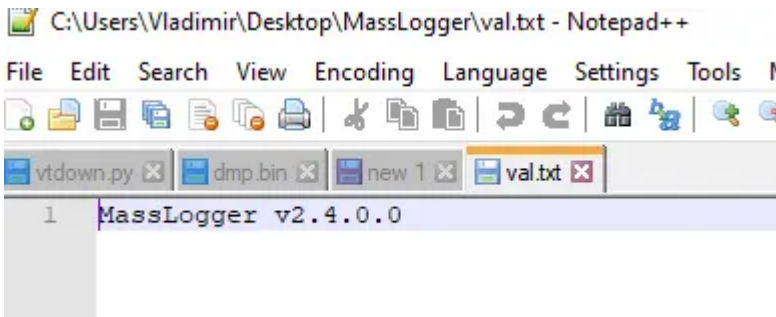 C:\Users\Vladimir\Desktop\MassLogger\val.txt - Notepad++
File Edit Search View Encoding Language Settings Tools
vtdown.py dmp.bin new 1 val.txt
1 MassLogger v2.4.0.0